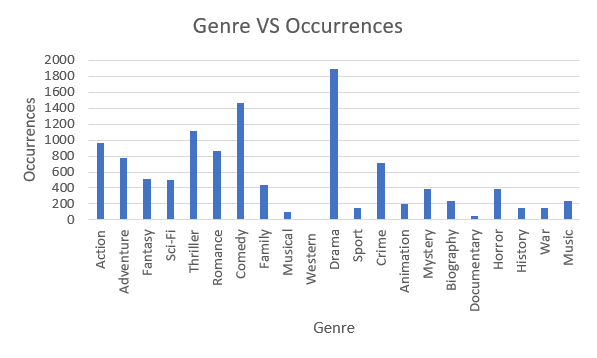 Genre VS Occurrences
Occurrences
2000
1800
1600
1400
1200
1000
800
600
400
200
0
Action
Adventure
Fantasy
Sci-Fi
Thriller
Romance
Comedy
Family
Musical
Western
Drama
Sport
Crime
Animation
Mystery
Biography
Documentary
Horror
History
War
Music
Genre